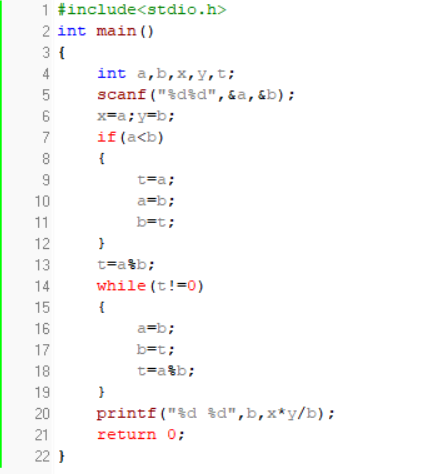 1 #include<stdio.h>
2 int main()
3 {
4     int a,b,x,y,t;
5     scanf("%d%d",&a,&b);
6     x=a;y=b;
7     if(a<b)
8     {
9         t=a;
10         a=b;
11         b=t;
12     }
13     t=a%b;
14     while(t!=0)
15     {
16         a=b;
17         b=t;
18         t=a%b;
19     }
20     printf("%d %d",b,x*y/b);
21     return 0;
22 }